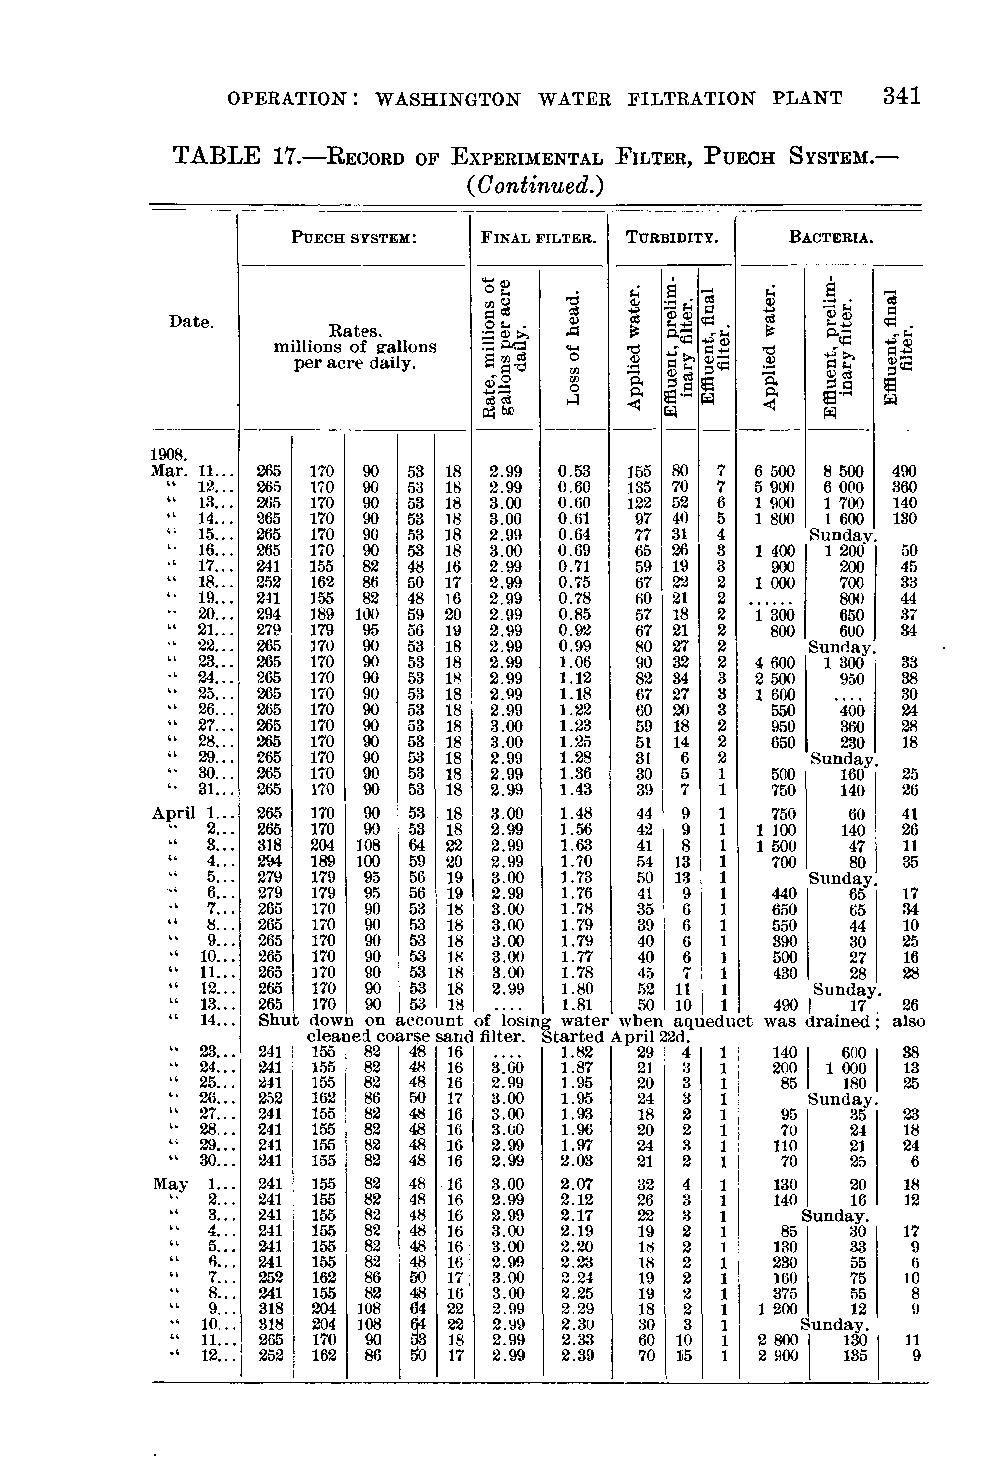 OPERATION: WASHINGTON WATER FILTRATION PLANT 341
TABLE 17.—Record of Experimental Filter, Puech System.—
(Continued.)
Date. Puech system: Final filter. Turbidity. Bacteria.
Rates. millions of gallons per acre daily. Rate, millions of gallons per acre daily. Loss of head. Applied water. Effluent, preliminary filter. Effluent, final filter. Applied water. Effluent, preliminary filter. Effluent, final filter.
1908.
Mar. 11... 265 170 90 53 18 2.99 0.53 155 80 7 6 500 8 500 490
“ 12... 265 170 90 53 18 2.99 0.60 135 70 7 5 900 6 000 360
“ 13... 265 170 90 53 18 3.00 0.60 122 52 6 1 900 1 700 140
“ 14... 265 170 90 53 18 3.00 0.61 97 40 5 1 800 1 600 130
“ 15... 265 170 90 53 18 2.99 0.64 77 31 4 Sunday.
“ 16... 265 170 90 53 18 3.00 0.69 65 26 3 1 400 1 200 50
“ 17... 241 155 82 48 16 2.99 0.71 59 19 3 900 200 45
“ 18... 252 162 86 50 17 2.99 0.75 67 22 2 1 000 700 33
“ 19... 241 155 82 48 16 2.99 0.78 60 21 2 ...... 800 44
“ 20... 294 189 100 59 20 2.99 0.85 57 18 2 1 300 650 37
“ 21... 279 179 95 56 19 2.99 0.92 67 21 2 800 600 34
“ 22... 265 170 90 53 18 2.99 0.99 80 27 2 Sunday.
“ 23... 265 170 90 53 18 2.99 1.06 90 32 2 4 600 1 300 33
“ 24... 265 170 90 53 18 2.99 1.12 82 34 3 2 500 950 38
“ 25... 265 170 90 53 18 2.99 1.18 67 27 3 1 600 .... 30
“ 26... 265 170 90 53 18 2.99 1.22 60 20 3 550 400 24
“ 27... 265 170 90 53 18 3.00 1.23 59 18 2 950 360 28
“ 28... 265 170 90 53 18 3.00 1.25 51 14 2 650 230 18
“ 29... 265 170 90 53 18 2.99 1.28 31 6 2 Sunday.
“ 30... 265 170 90 53 18 2.99 1.36 30 5 1 500 160 25
“ 31... 265 170 90 53 18 2.99 1.43 39 7 1 750 140 26
April 1... 265 170 90 53 18 3.00 1.48 44 9 1 750 60 41
“ 2... 265 170 90 53 18 2.99 1.56 42 9 1 1 100 140 26
“ 3... 318 204 108 64 22 2.99 1.63 41 8 1 1 500 47 11
“ 4... 294 189 100 59 20 2.99 1.70 54 13 1 700 80 35
“ 5... 279 179 95 56 19 3.00 1.73 50 13 1 Sunday.
“ 6... 279 179 95 56 19 2.99 1.76 41 9 1 440 65 17
“ 7... 265 170 90 53 18 3.00 1.78 35 6 1 650 65 34
“ 8... 265 170 90 53 18 3.00 1.79 39 6 1 550 44 10
“ 9... 265 170 90 53 18 3.00 1.79 40 6 1 390 30 25
“ 10... 265 170 90 53 18 3.00 1.77 40 6 1 500 27 16
“ 11... 265 170 90 53 18 3.00 1.78 45 7 1 430 28 28
“ 12... 265 170 90 53 18 2.99 1.80 52 11 1 Sunday.
“ 13... 265 170 90 53 18 .... 1.81 50 10 1 490 17 26
“ 14... Shut down on account of losing water when aqueduct was drained; also
cleaned coarse sand filter. Started April 22d.
“ 23... 241 155 82 48 16 .... 1.82 29 4 1 140 600 38
“ 24... 241 155 82 48 16 3.00 1.87 21 3 1 200 1 000 13
“ 25... 241 155 82 48 16 2.99 1.95 20 3 1 85 180 25
“ 26... 252 162 86 50 17 3.00 1.95 24 3 1 Sunday.
“ 27... 241 155 82 48 16 3.00 1.93 18 2 1 95 35 23
“ 28... 241 155 82 48 16 3.00 1.96 20 2 1 70 24 18
“ 29... 241 155 82 48 16 2.99 1.97 24 3 1 110 21 24
“ 30... 241 155 82 48 16 2.99 2.03 21 2 1 70 25 6
May 1... 241 155 82 48 16 3.00 2.07 32 4 1 130 20 18
“ 2... 241 155 82 48 16 2.99 2.12 26 3 1 140 16 12
“ 3... 241 155 82 48 16 2.99 2.17 22 3 1 Sunday.
“ 4... 241 155 82 48 16 3.00 2.19 19 2 1 85 30 17
“ 5... 241 155 82 48 16 3.00 2.20 18 2 1 130 33 9
“ 6... 241 155 82 48 16 2.99 2.23 18 2 1 230 55 6
“ 7... 252 162 86 50 17 3.00 2.24 19 2 1 160 75 10
“ 8... 241 155 82 48 16 3.00 2.25 19 2 1 375 55 8
“ 9... 318 204 108 64 22 2.99 2.29 18 2 1 1 200 12 9
“ 10... 318 204 108 64 22 2.99 2.30 30 3 1 Sunday.
“ 11... 265 170 90 53 18 2.99 2.33 60 10 1 2 800 130 11
“ 12... 252 162 86 50 17 2.99 2.39 70 15 1 2 900 135 9